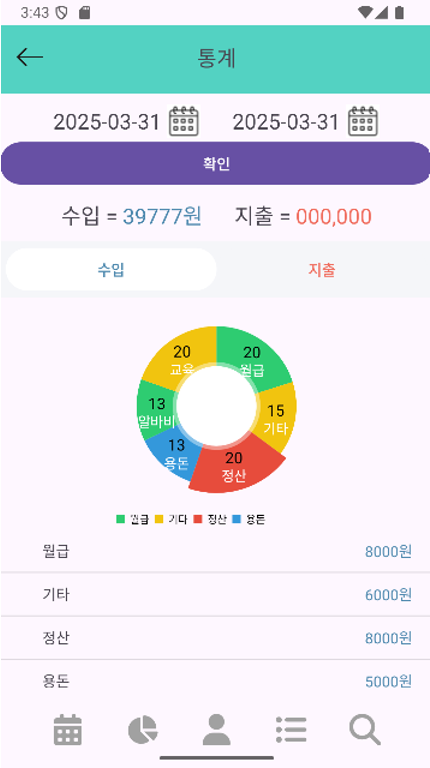 3:43
통계
2025-03-31 2025-03-31
확인
수입 = 39777원 지출 = 000,000
수입 지출
20 20
교육 월급
13 15
알바비 기타
13 20
용돈 정산
월급 기타 정산 용돈
월급 8000원
기타 6000원
정산 8000원
용돈 5000원